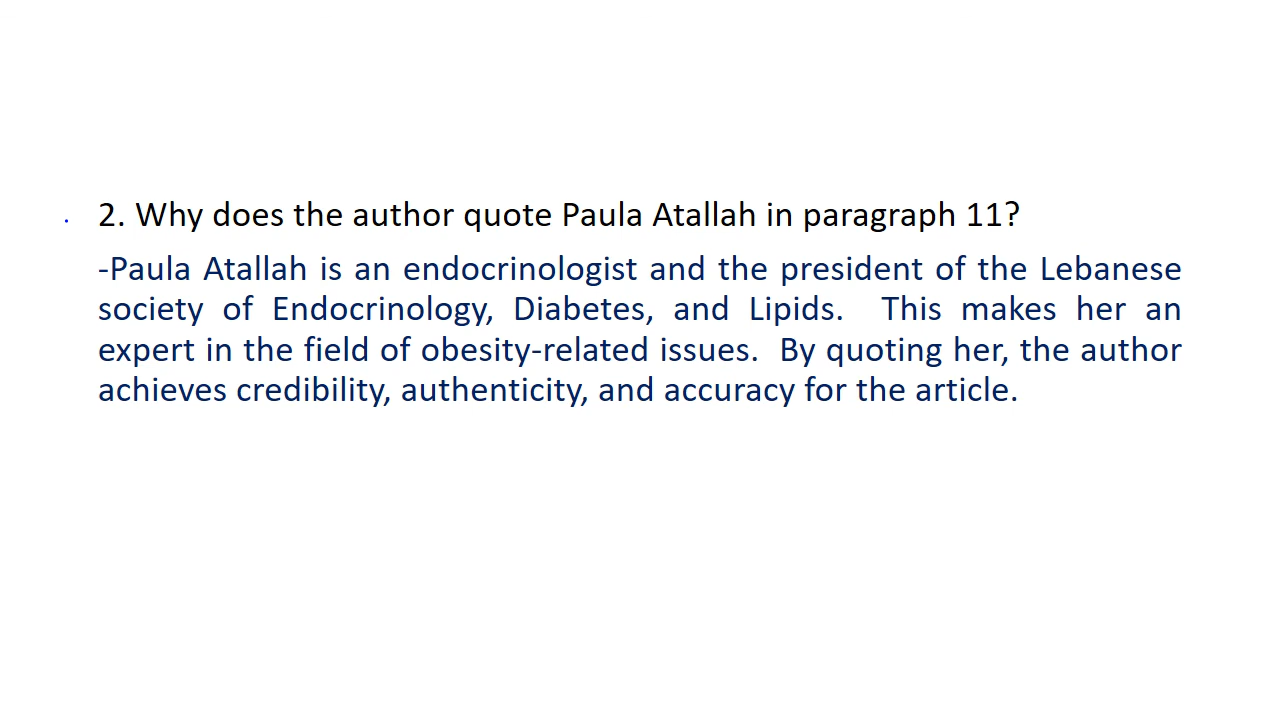 2. Why does the author quote Paula Atallah in paragraph 11?
-Paula Atallah is an endocrinologist and the president of the Lebanese
society of Endocrinology, Diabetes, and Lipids.  This makes her an
expert in the field of obesity-related issues.  By quoting her, the author
achieves credibility, authenticity, and accuracy for the article.